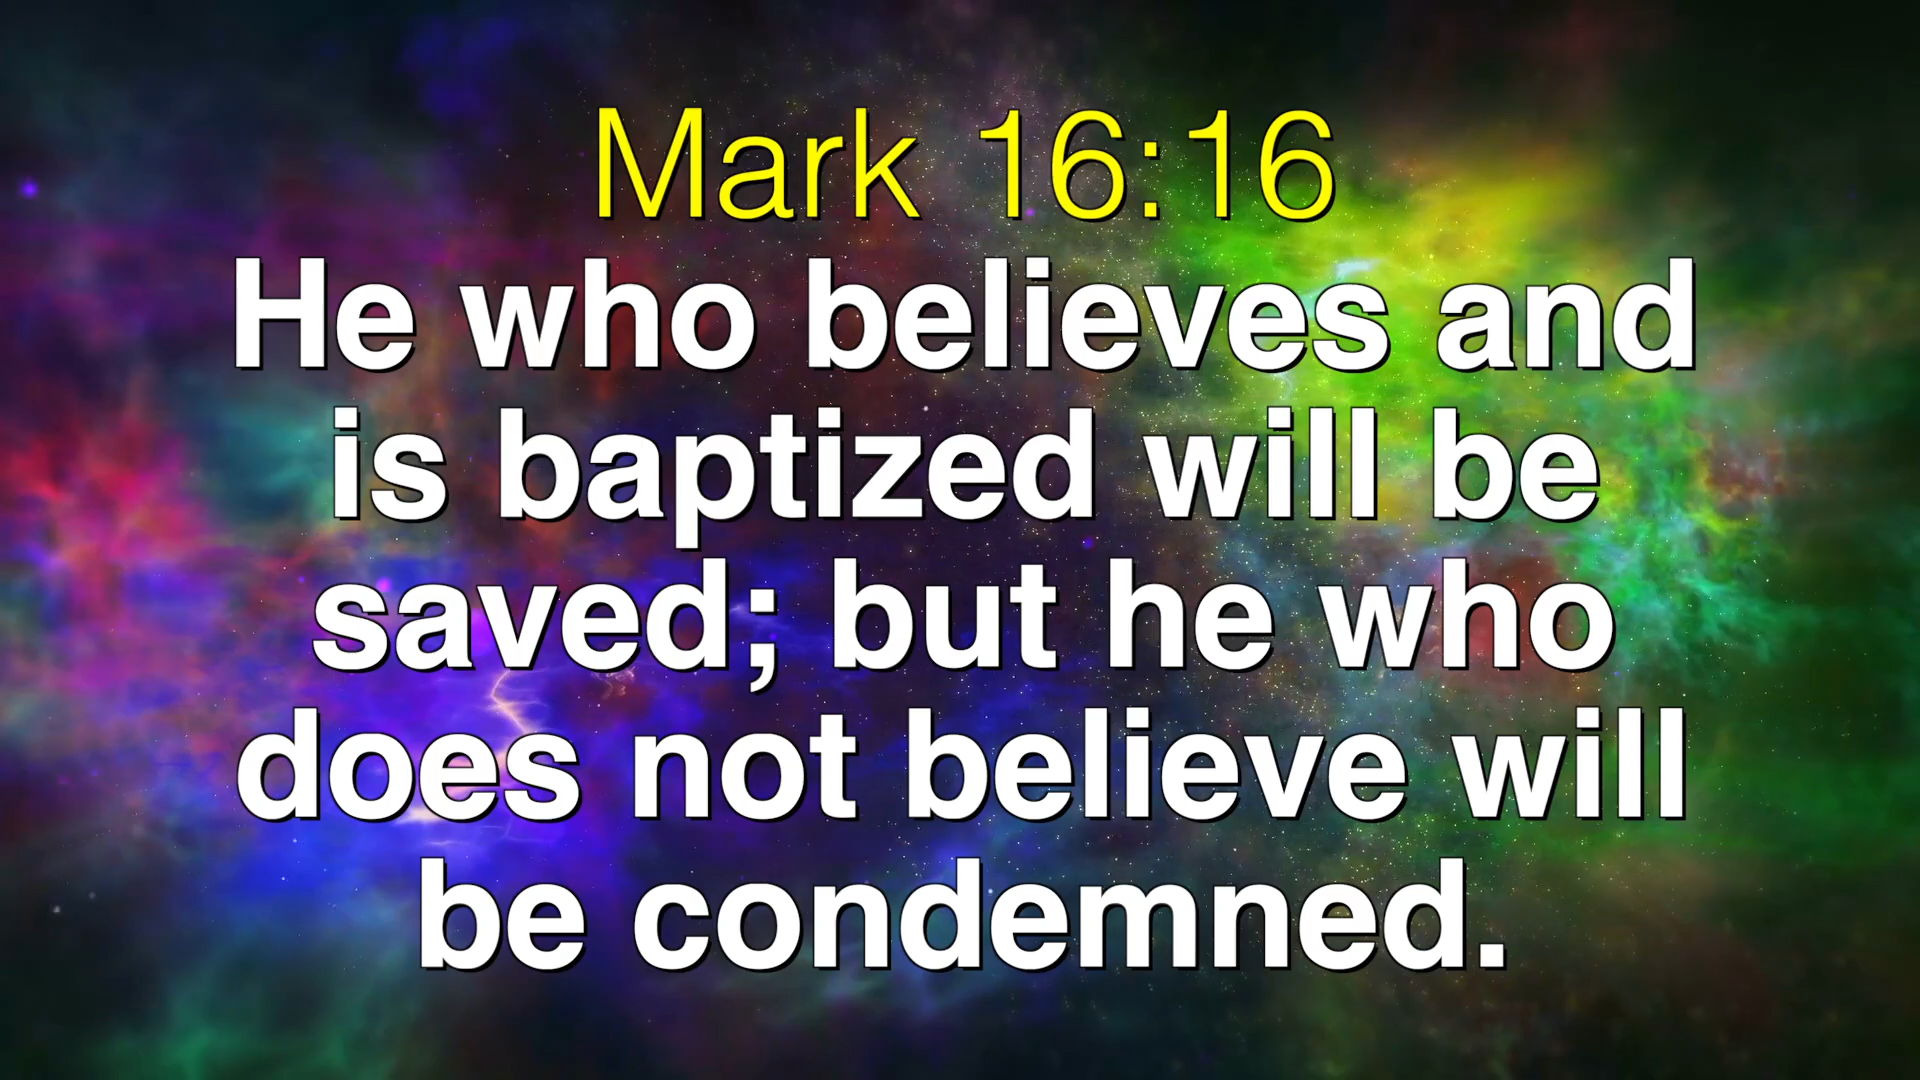 Mark 16:16
He who believes and
is baptized will be
saved; but he who
does not believe will
be condemned.